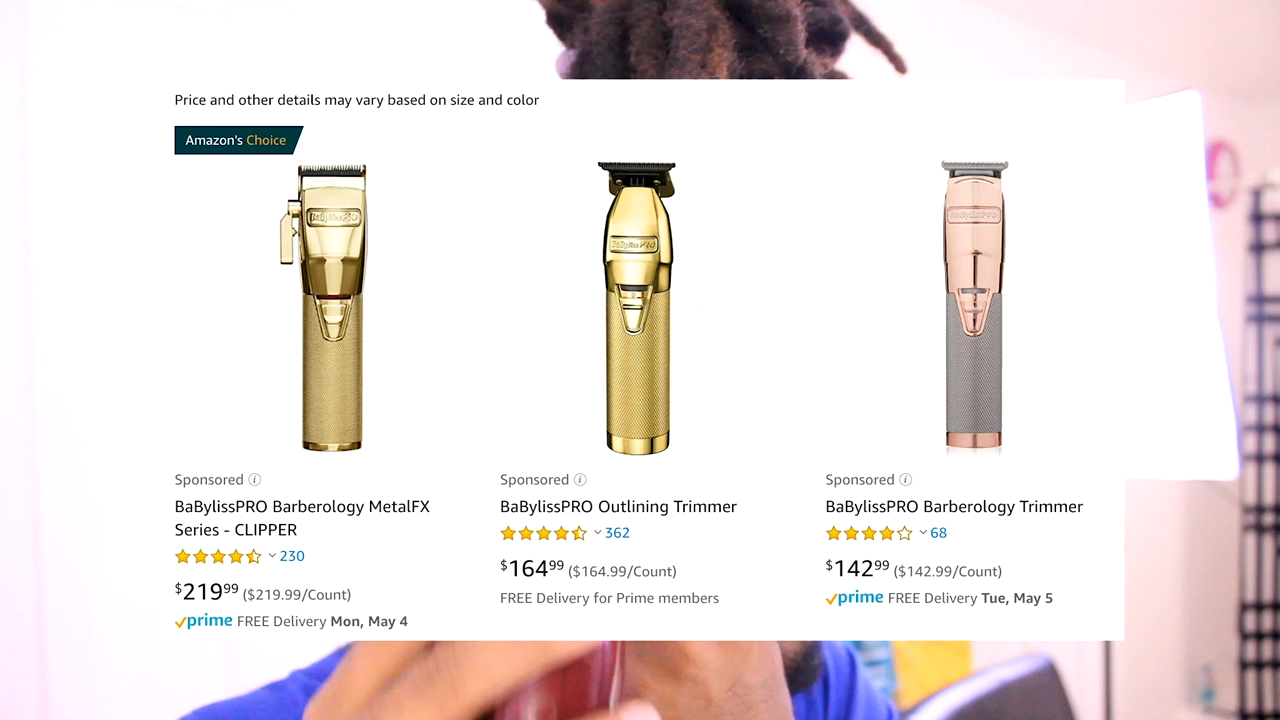 Price and other details may vary based on size and color
Amazon's Choice
BaBylissPRO
BaBylissPRO
BaBylissPRO
Sponsored
Sponsored
Sponsored
BaBylissPRO Barberology MetalFX
Series - CLIPPER
230
$219.99 ($219.99/Count)
prime FREE Delivery Mon, May 4
BaBylissPRO Outlining Trimmer
362
$164.99 ($164.99/Count)
FREE Delivery for Prime members
BaBylissPRO Barberology Trimmer
68
$142.99 ($142.99/Count)
prime FREE Delivery Tue, May 5